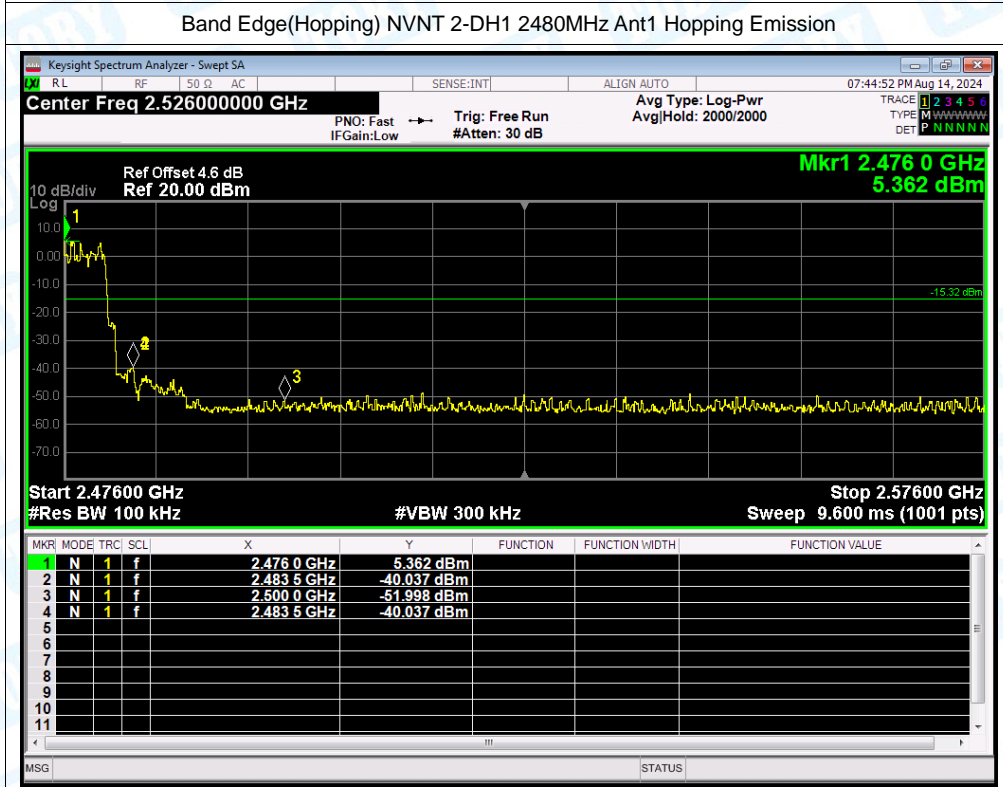 Band Edge(Hopping) NVNT 2-DH1 2480MHz Ant1 Hopping Emission
Keysight Spectrum Analyzer - Swept SA
LXI RL RF 50 Ω AC SENSE:INT ALIGN AUTO 07:44:52 PM Aug 14, 2024
Center Freq 2.526000000 GHz
PNO: Fast
IFGain:Low
Trig: Free Run
#Atten: 30 dB
Avg Type: Log-Pwr
Avg|Hold: 2000/2000
TRACE 1 2 3 4 5 6
TYPE M WWWWW
DET P N N N N N
Mkr1 2.476 0 GHz
5.362 dBm
Ref Offset 4.6 dB
10 dB/div Ref 20.00 dBm
Log
1
10.0
0.00
-10.0
-15.32 dBm
-20.0
-30.0
-40.0
3
-50.0
-60.0
-70.0
Start 2.47600 GHz Stop 2.57600 GHz
#Res BW 100 kHz #VBW 300 kHz Sweep 9.600 ms (1001 pts)
MKR MODE TRC SCL X Y FUNCTION FUNCTION WIDTH FUNCTION VALUE
1 N 1 f 2.476 0 GHz 5.362 dBm
2 N 1 f 2.483 5 GHz -40.037 dBm
3 N 1 f 2.500 0 GHz -51.998 dBm
4 N 1 f 2.483 5 GHz -40.037 dBm
5
6
7
8
9
10
11
MSG STATUS